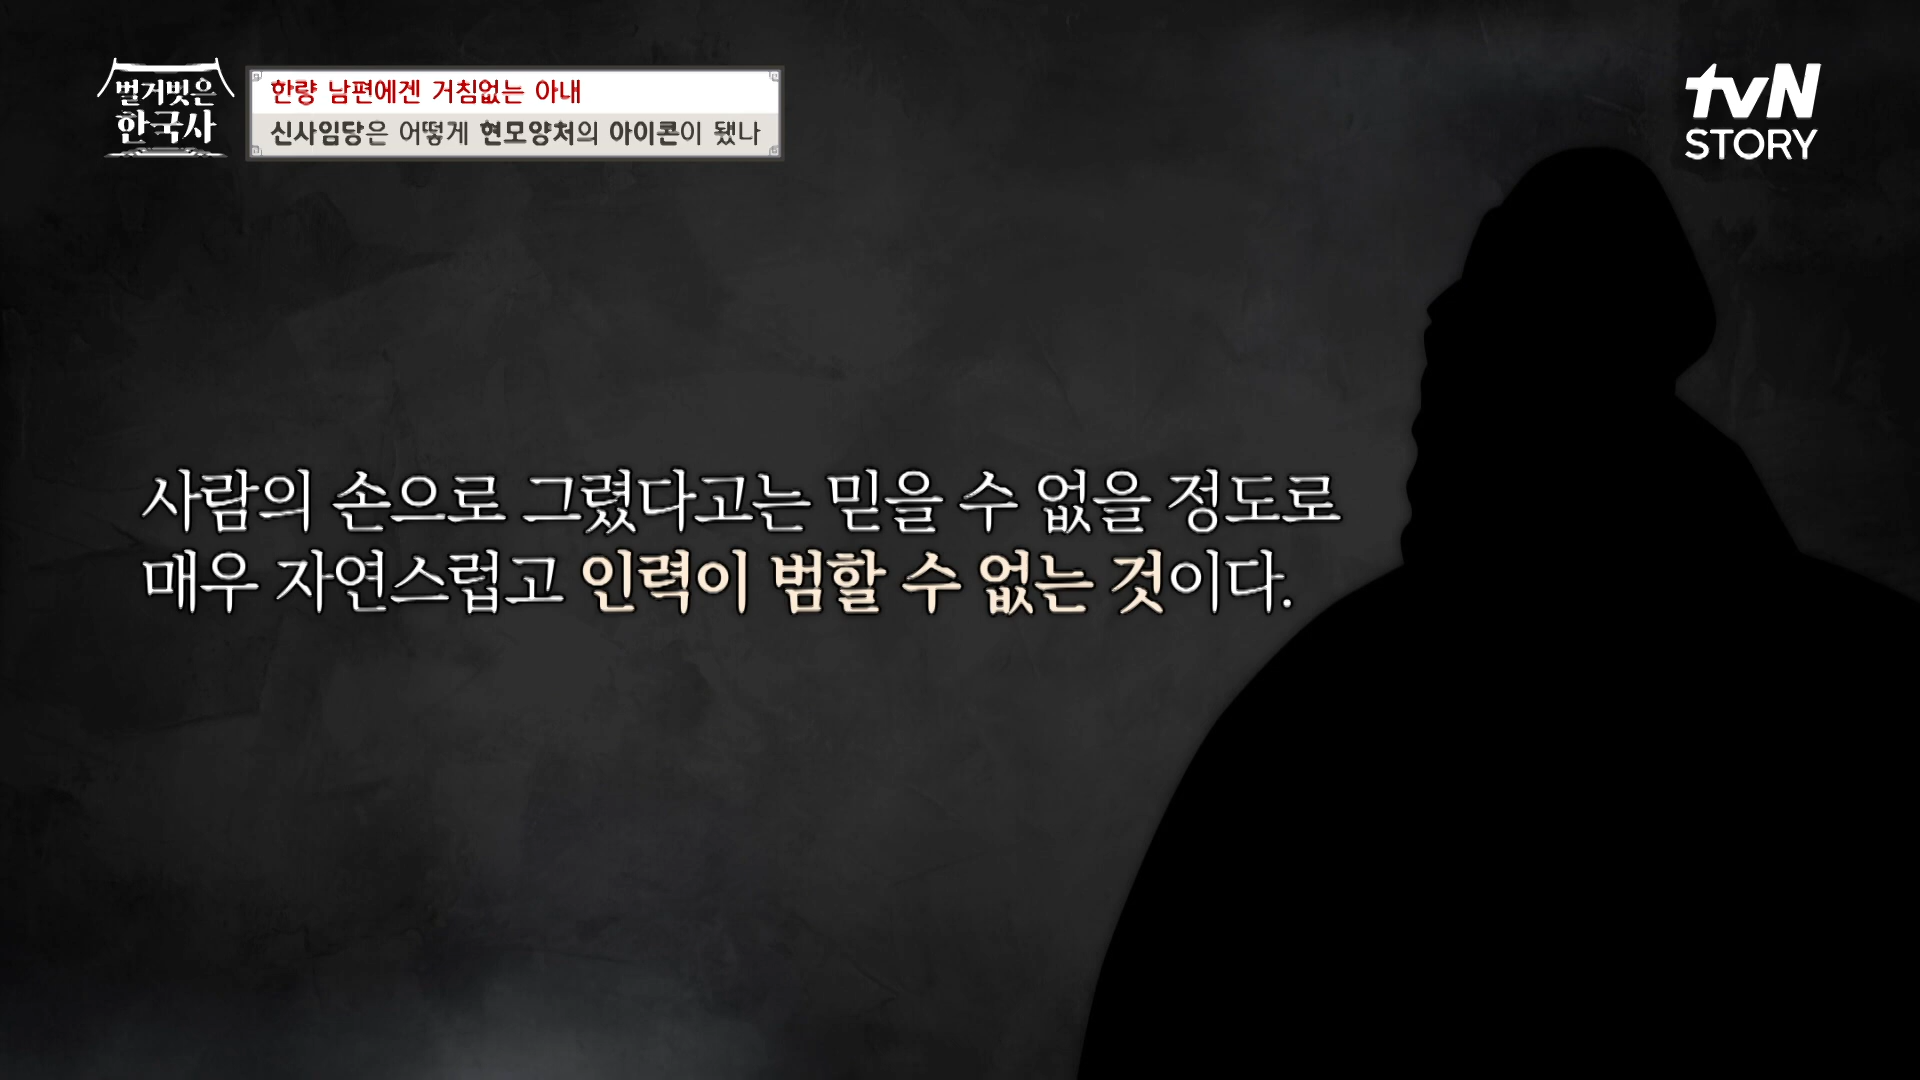 벌거벗은
한국사
한량 남편에겐 거침없는 아내
신사임당은 어떻게 현모양처의 아이콘이 됐나
tvN
STORY
사람의 손으로 그렸다고는 믿을 수 없을 정도로
매우 자연스럽고 인력이 범할 수 없는 것이다.